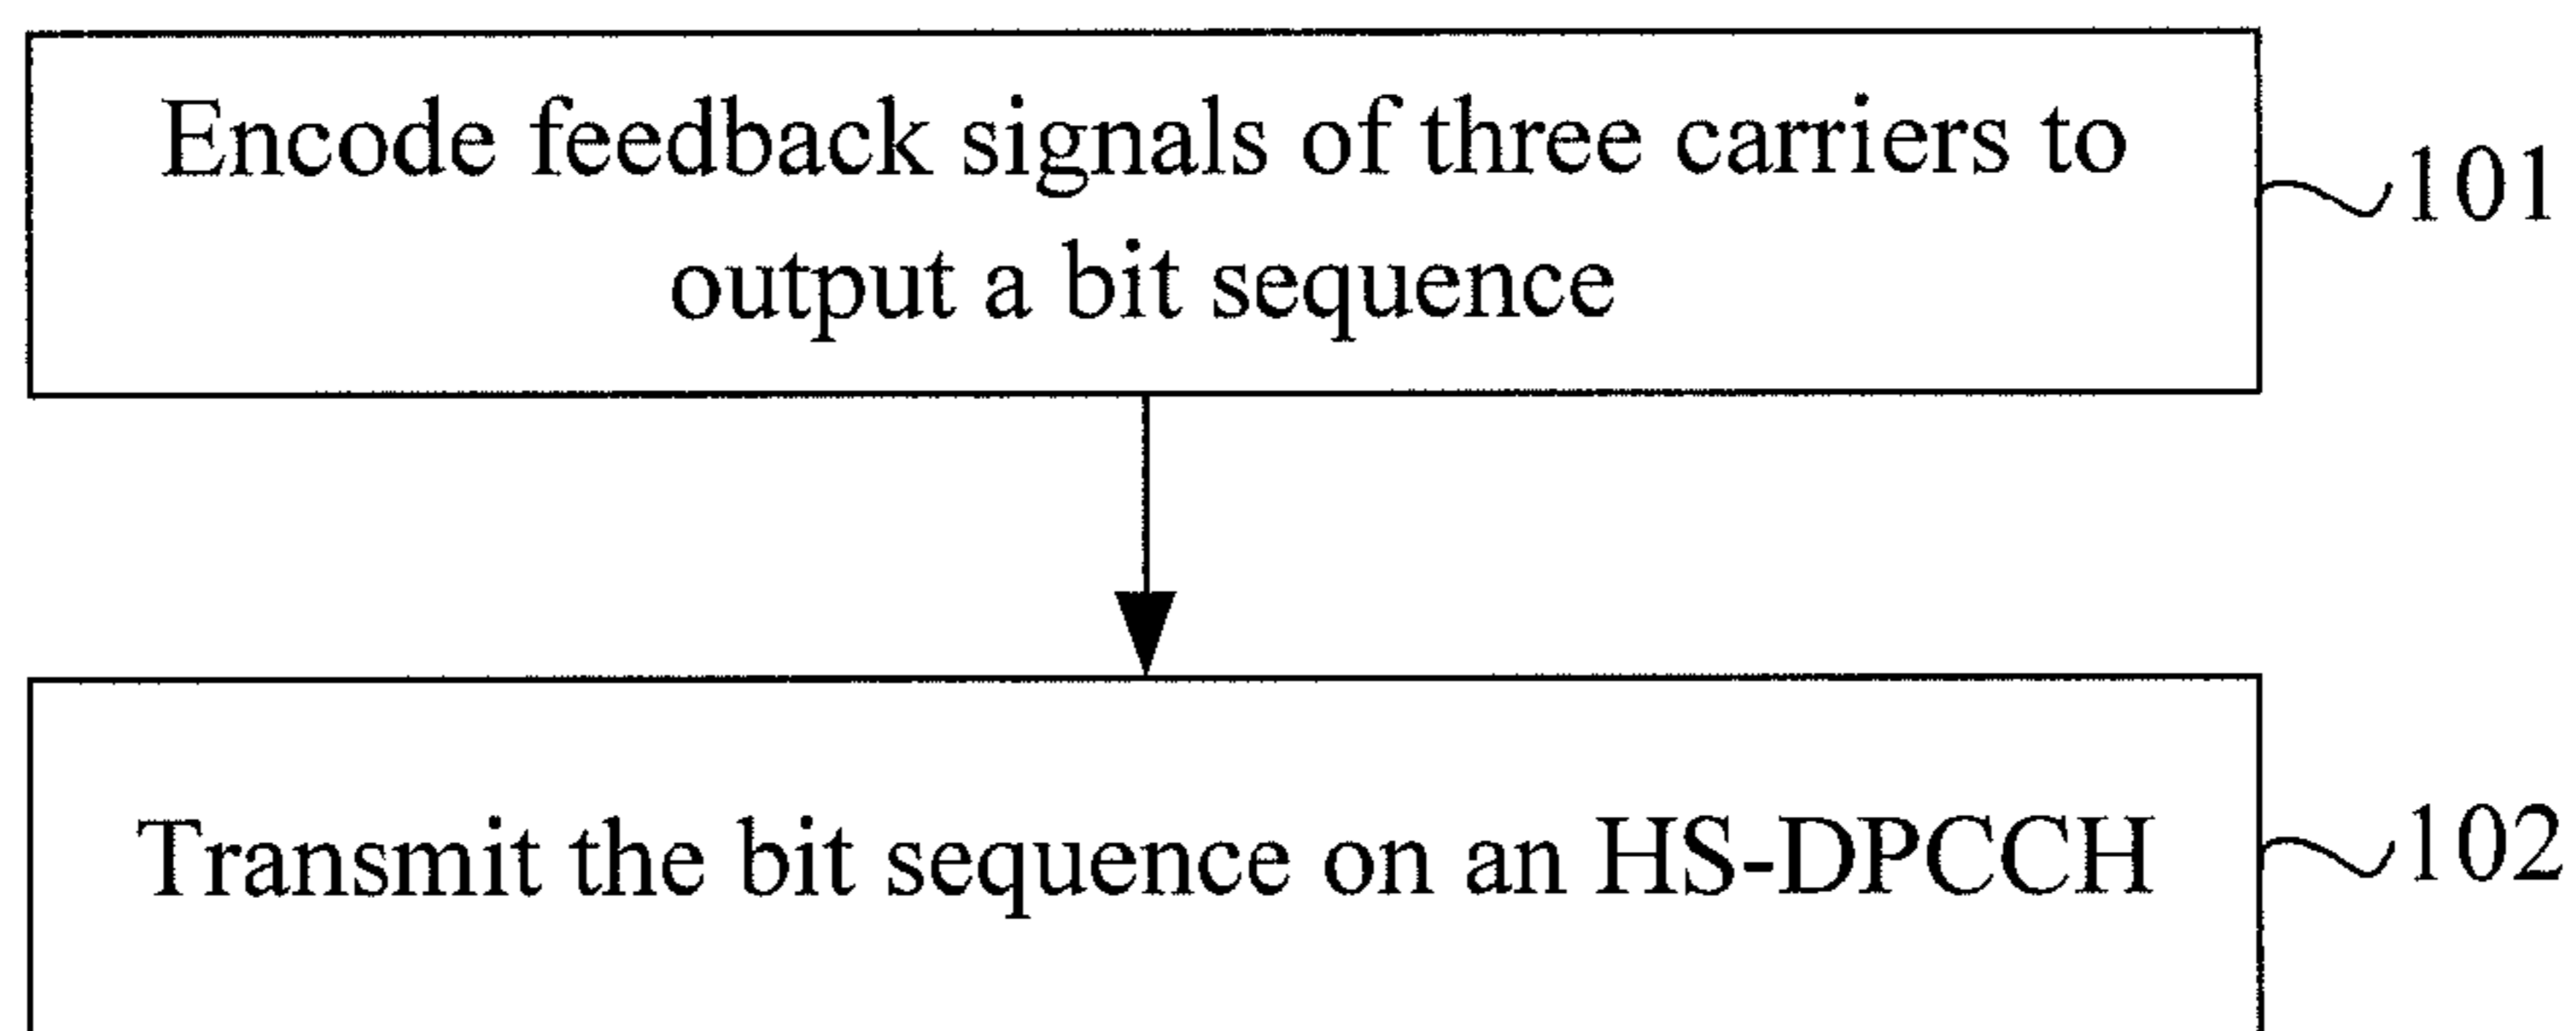 Encode feedback signals of three carriers to
output a bit sequence
101
Transmit the bit sequence on an HS-DPCCH
102